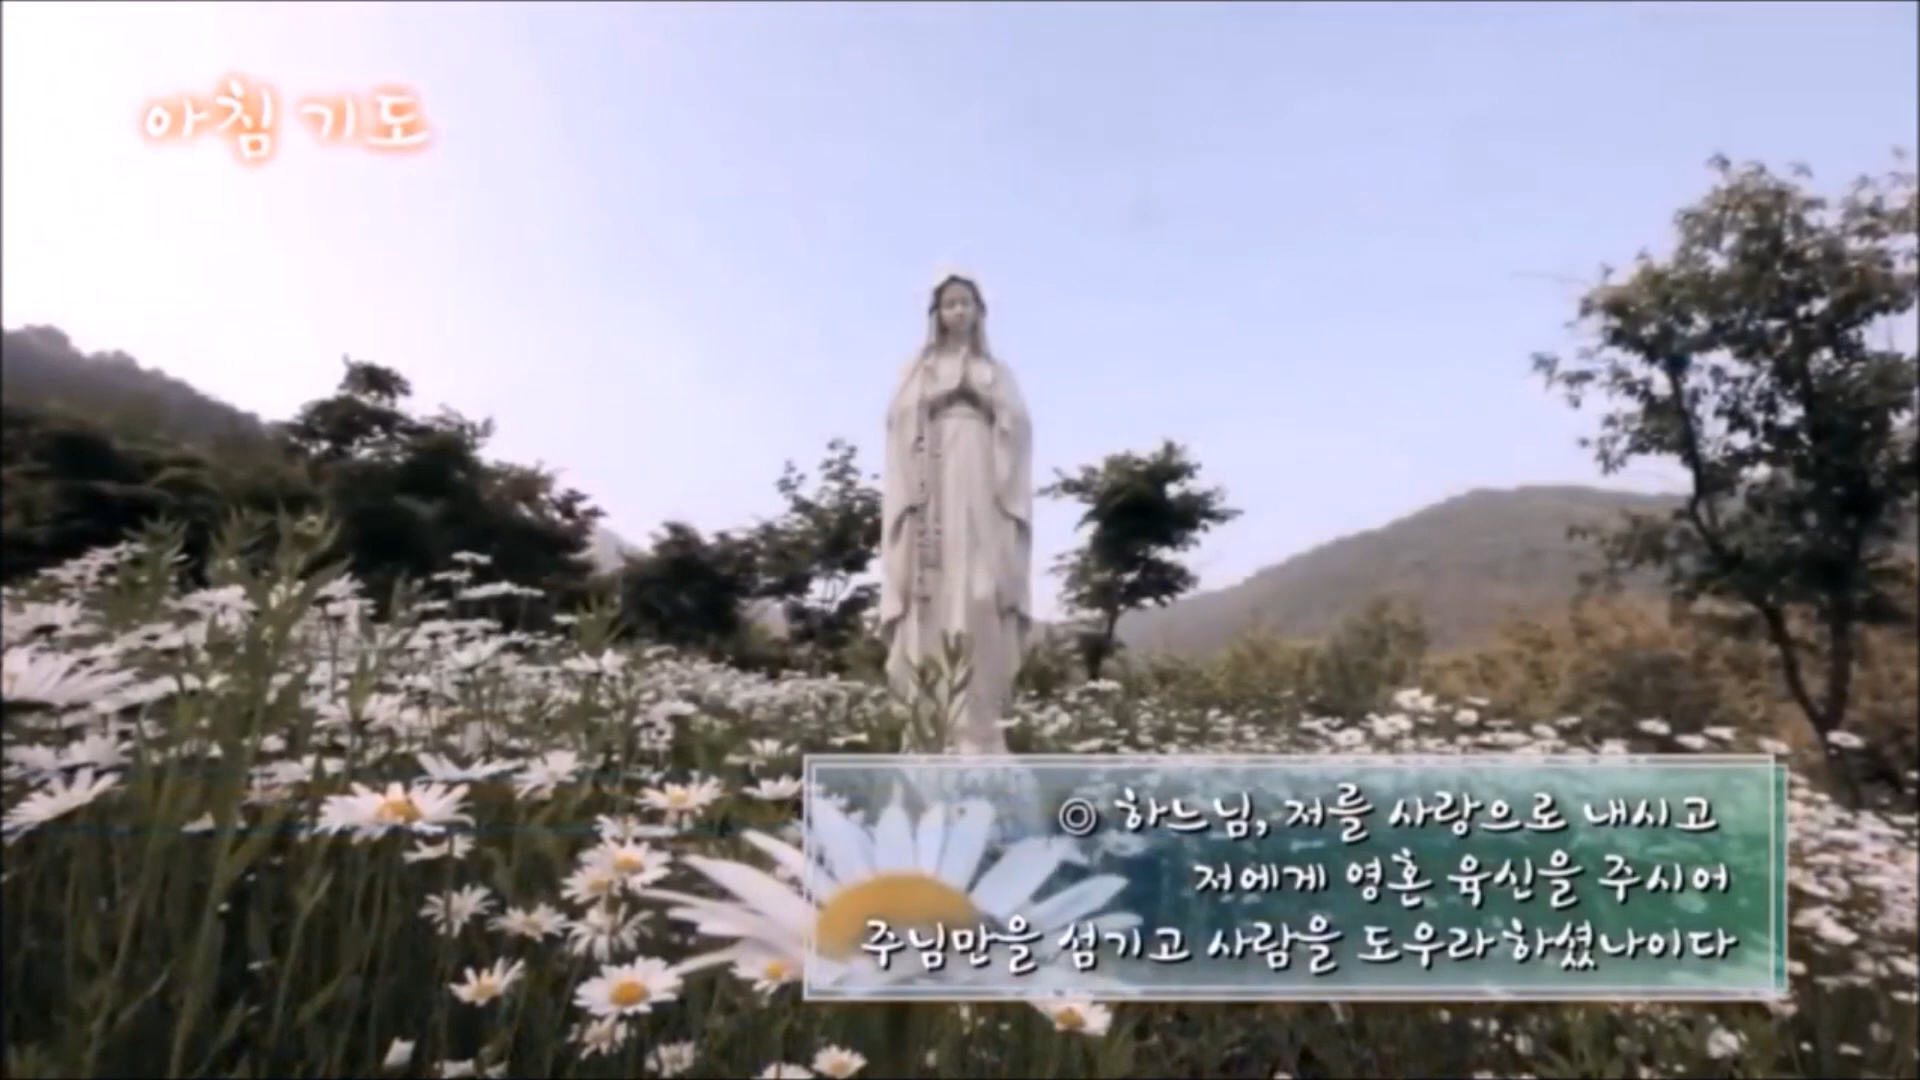 아침 기도
◎ 하느님, 저를 사랑으로 내시고
저에게 영혼 육신을 주시어
주님만을 섬기고 사람을 도우라 하셨나이다